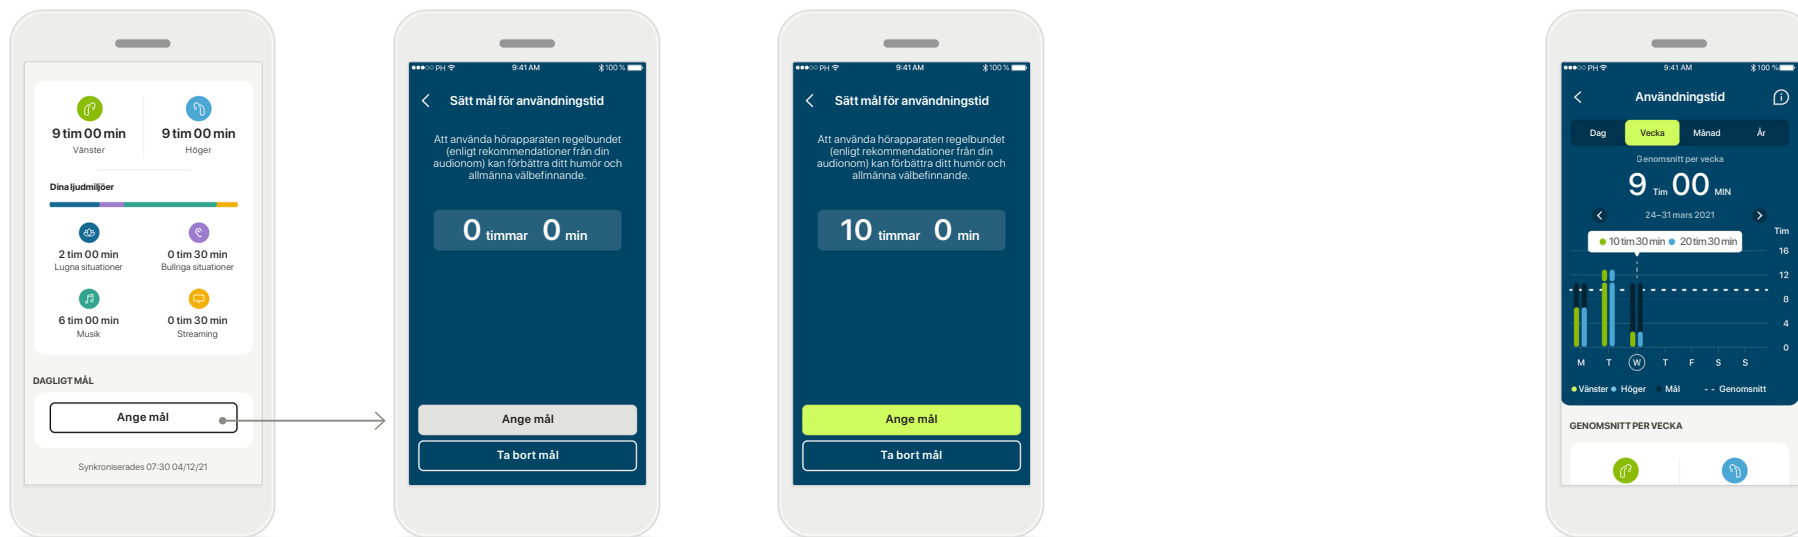 9 tim 00 min
9 tim 00 min
Vänster
Höger
Dina ljudmiljöer
2 tim 00 min
0 tim 30 min
Lugna situationer
Bullriga situationer
6 tim 00 min
0 tim 30 min
Musik
Streaming
DAGLIGT MÅL
Ange mål
Synkroniserades 07:30 04/12/21
PH
9:41 AM
100 %
Sätt mål för användningstid
Att använda hörapparaten regelbundet
(enligt rekommendationer från din
audionom) kan förbättra ditt humör och
allmänna välbefinnande.
0 timmar 0 min
Ange mål
Ta bort mål
PH
9:41 AM
100 %
Sätt mål för användningstid
Att använda hörapparaten regelbundet
(enligt rekommendationer från din
audionom) kan förbättra ditt humör och
allmänna välbefinnande.
10 timmar 0 min
Ange mål
Ta bort mål
PH
9:41 AM
100 %
Användningstid
Dag
Vecka
Månad
År
Genomsnitt per vecka
9 Tim 00 MIN
24–31 mars 2021
Tim
10 tim 30 min
20 tim 30 min
16
12
8
4
0
M T W T F S S
Vänster Höger Mål - - Genomsnitt
GENOMSNITT PER VECKA